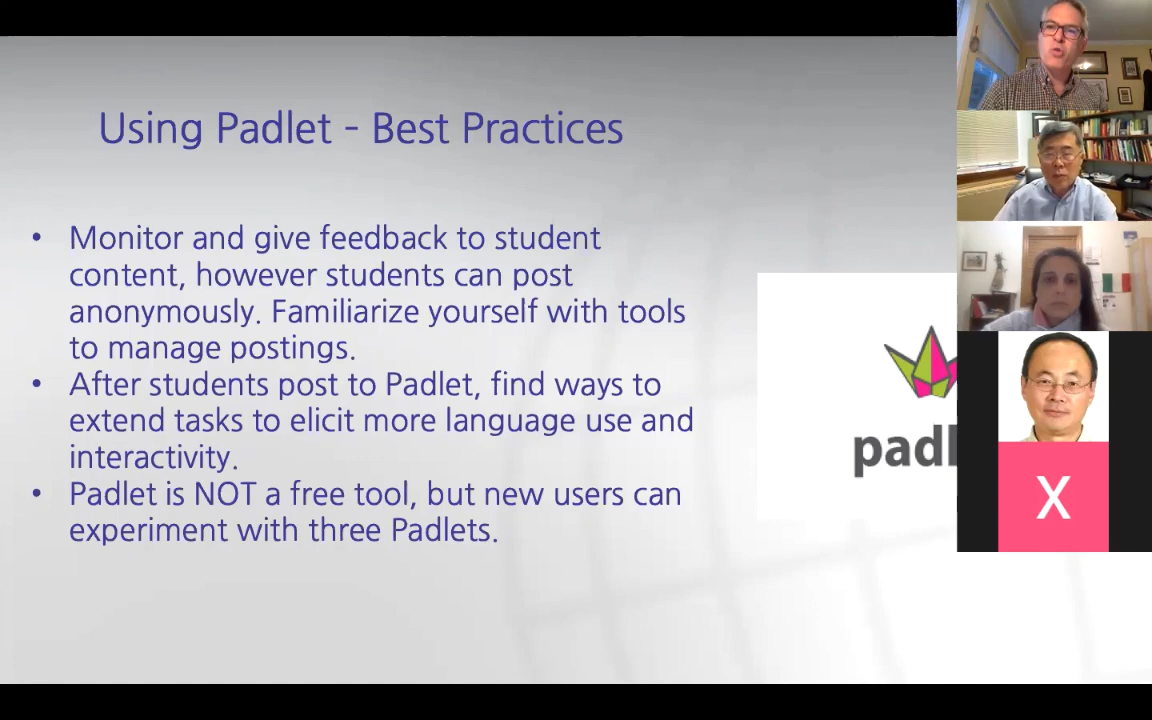 Using Padlet - Best Practices
• Monitor and give feedback to student
content, however students can post
anonymously. Familiarize yourself with tools
to manage postings.
• After students post to Padlet, find ways to
extend tasks to elicit more language use and
interactivity.
• Padlet is NOT a free tool, but new users can
experiment with three Padlets.
padl
X